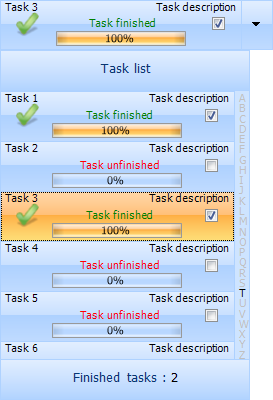 Task 3 Task description
Task finished
100%
Task list
Task 1 Task description
Task finished
100%
Task 2 Task description
Task unfinished
0%
Task 3 Task description
Task finished
100%
Task 4 Task description
Task unfinished
0%
Task 5 Task description
Task unfinished
0%
Task 6 Task description
A
B
C
D
E
F
G
H
I
J
K
L
M
N
O
P
Q
R
S
T
U
V
W
X
Y
Z
Finished tasks : 2